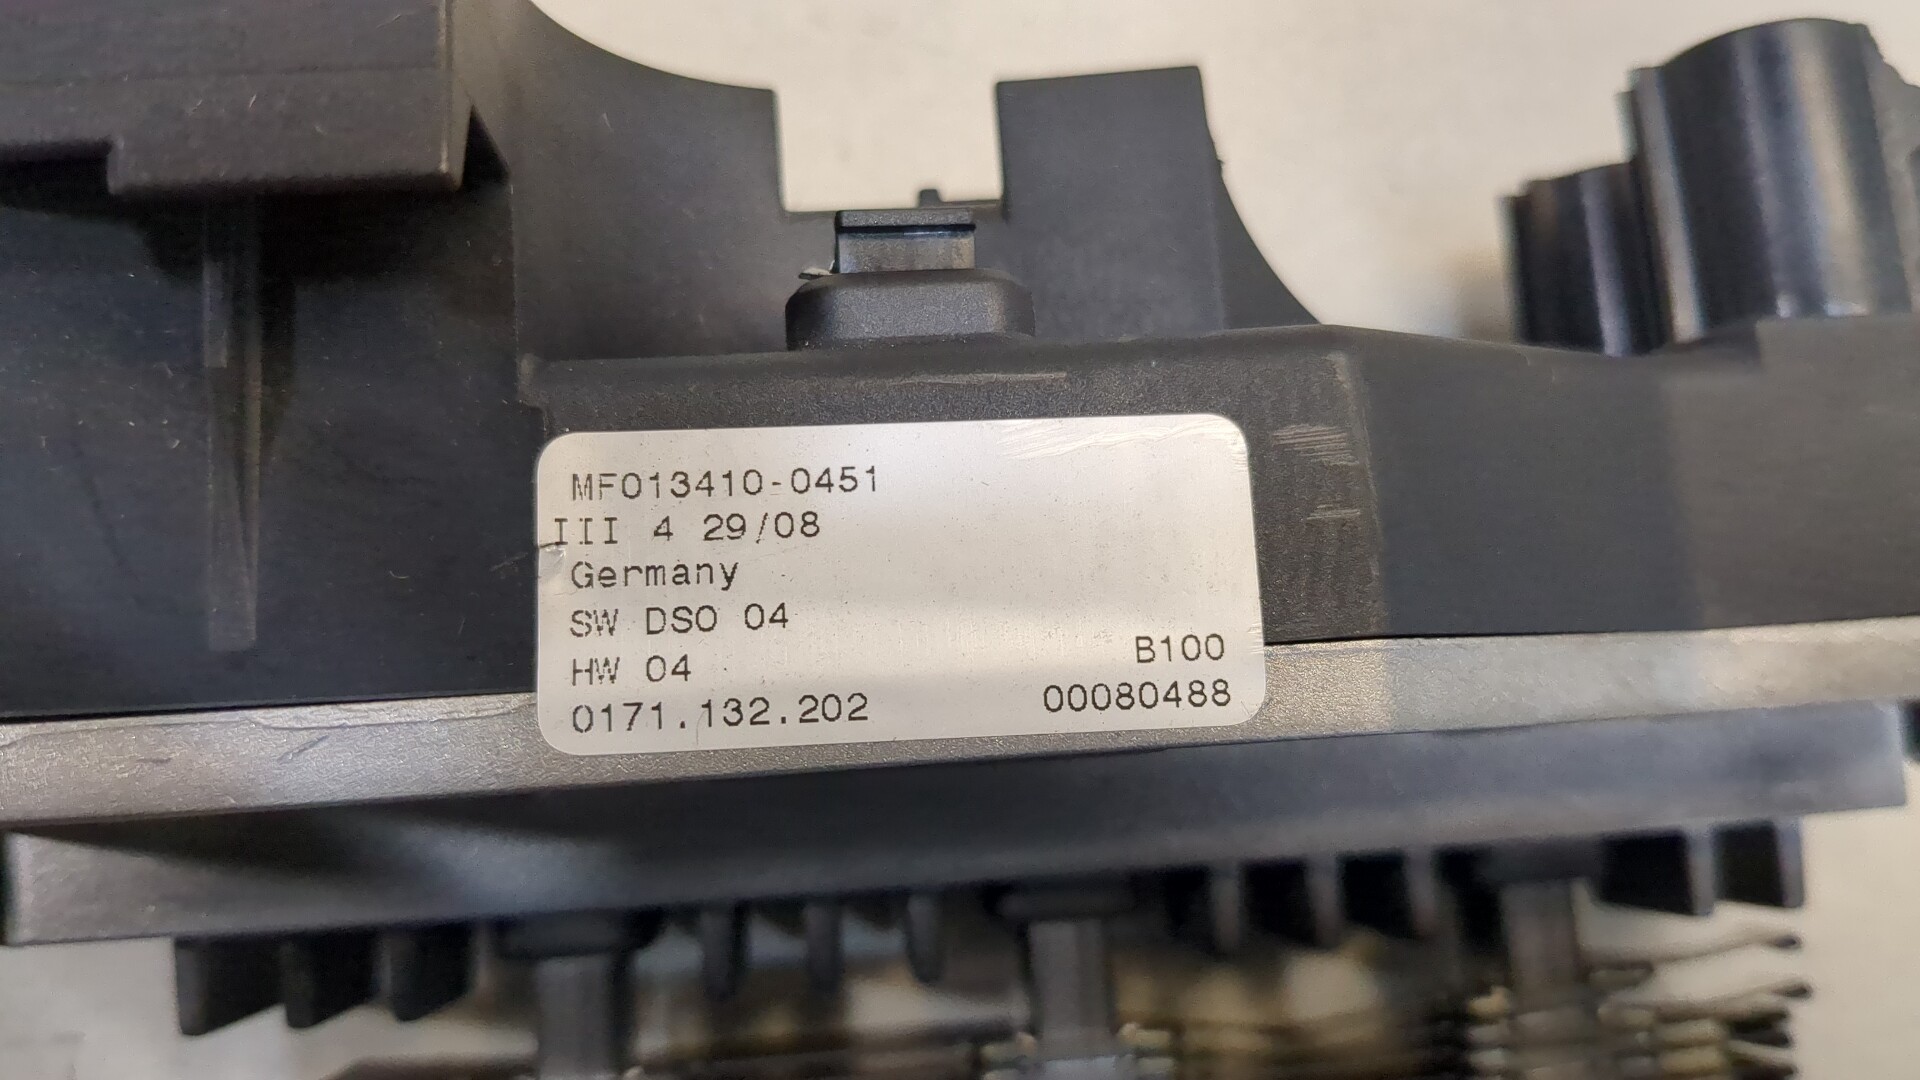 MF013410-0451
III 4 29/08
Germany
SW DSO 04
HW 04
B100
0171.132.202
00080488